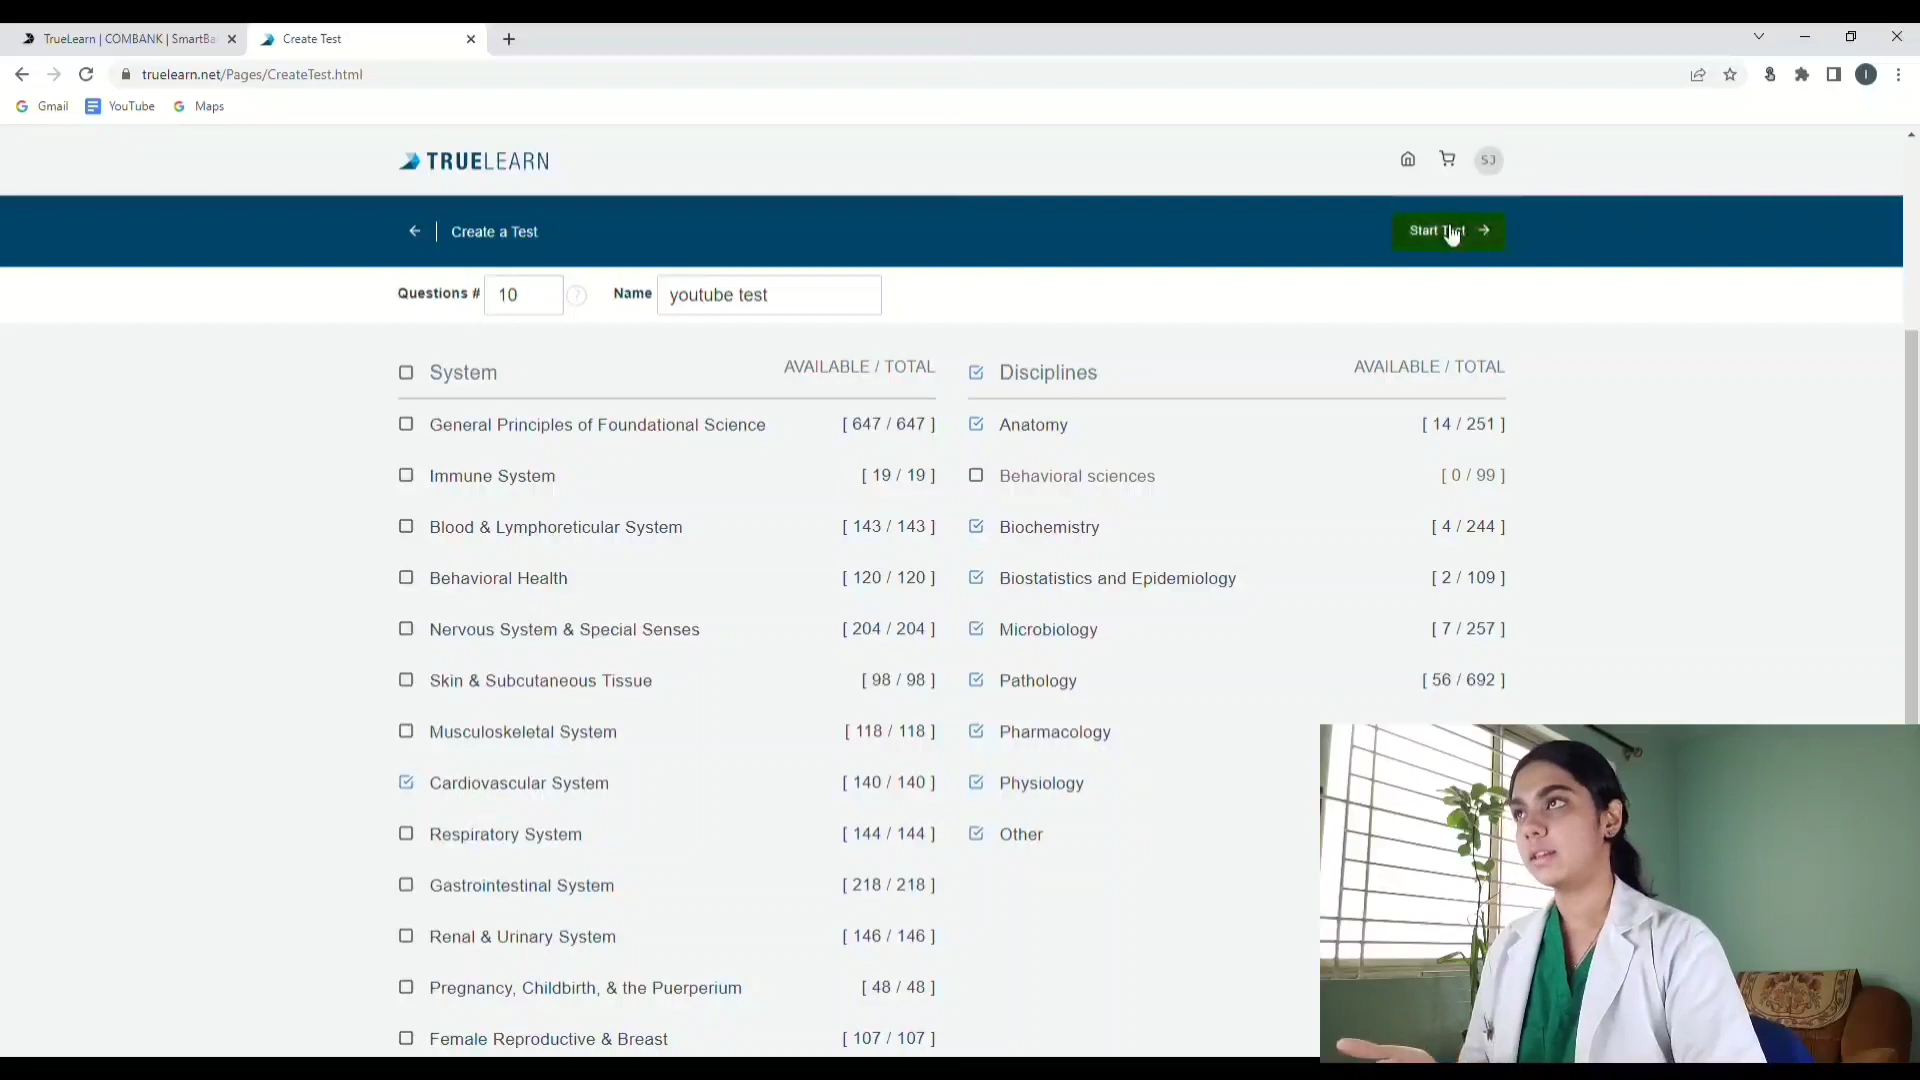 TrueLearn | COMBANK | SmartBa
Create Test
truelearn.net/Pages/CreateTest.html
I
Gmail YouTube Maps
TRUELEARN
SJ
Create a Test
Start Test
Questions # 10 ? Name youtube test
System AVAILABLE / TOTAL Disciplines AVAILABLE / TOTAL
General Principles of Foundational Science [ 647 / 647 ] Anatomy [ 14 / 251 ]
Immune System [ 19 / 19 ] Behavioral sciences [ 0 / 99 ]
Blood & Lymphoreticular System [ 143 / 143 ] Biochemistry [ 4 / 244 ]
Behavioral Health [ 120 / 120 ] Biostatistics and Epidemiology [ 2 / 109 ]
Nervous System & Special Senses [ 204 / 204 ] Microbiology [ 7 / 257 ]
Skin & Subcutaneous Tissue [ 98 / 98 ] Pathology [ 56 / 692 ]
Musculoskeletal System [ 118 / 118 ] Pharmacology
Cardiovascular System [ 140 / 140 ] Physiology
Respiratory System [ 144 / 144 ] Other
Gastrointestinal System [ 218 / 218 ]
Renal & Urinary System [ 146 / 146 ]
Pregnancy, Childbirth, & the Puerperium [ 48 / 48 ]
Female Reproductive & Breast [ 107 / 107 ]